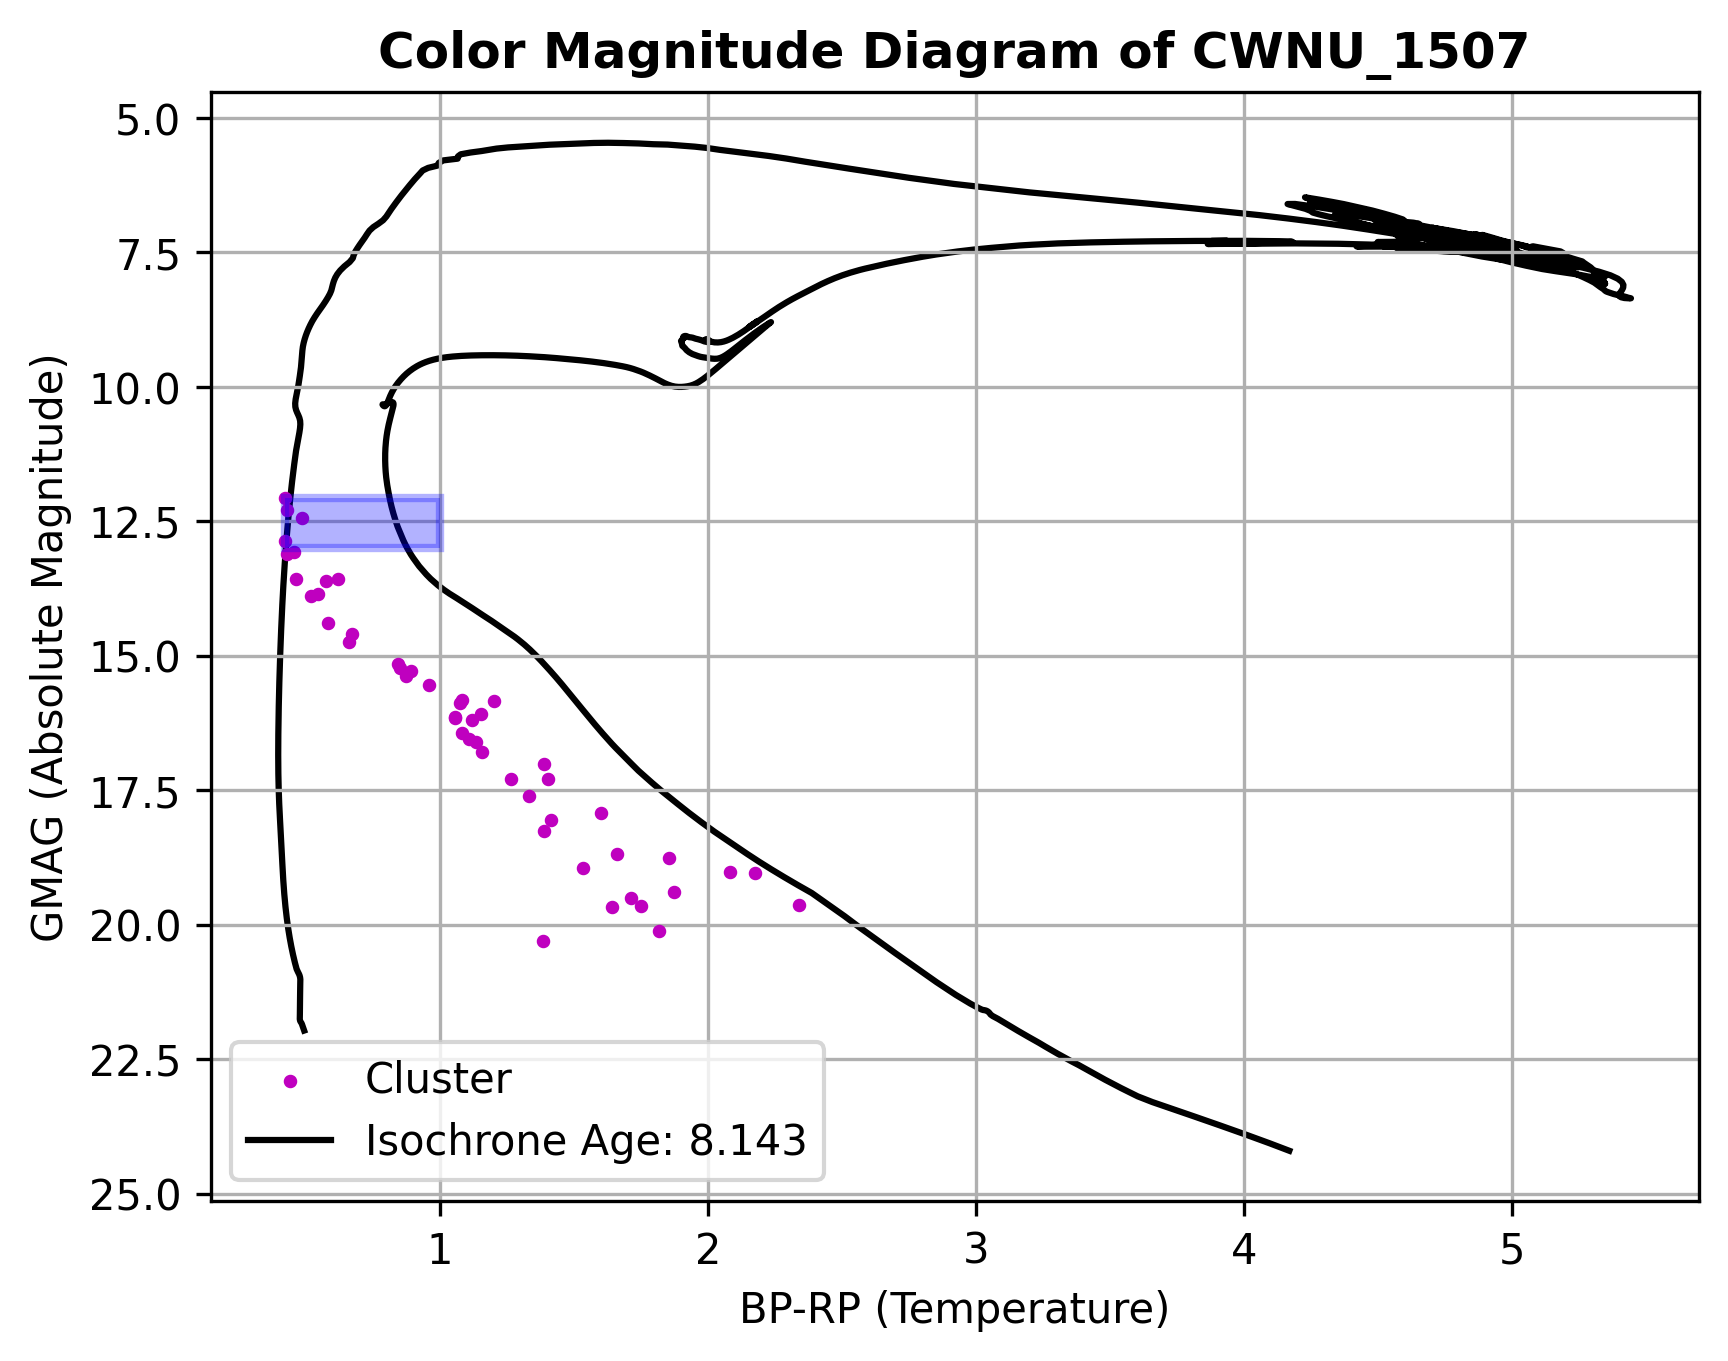 Color Magnitude Diagram of CWNU_1507
GMAG (Absolute Magnitude)
5.0
7.5
10.0
12.5
15.0
17.5
20.0
22.5
25.0
Cluster
Isochrone Age: 8.143
1 2 3 4 5
BP-RP (Temperature)